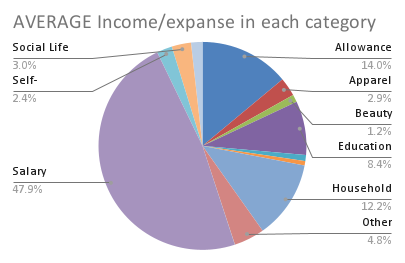 AVERAGE Income/expanse in each category
Social Life
3.0%
Self-
2.4%
Salary
47.9%
Allowance
14.0%
Apparel
2.9%
Beauty
1.2%
Education
8.4%
Household
12.2%
Other
4.8%